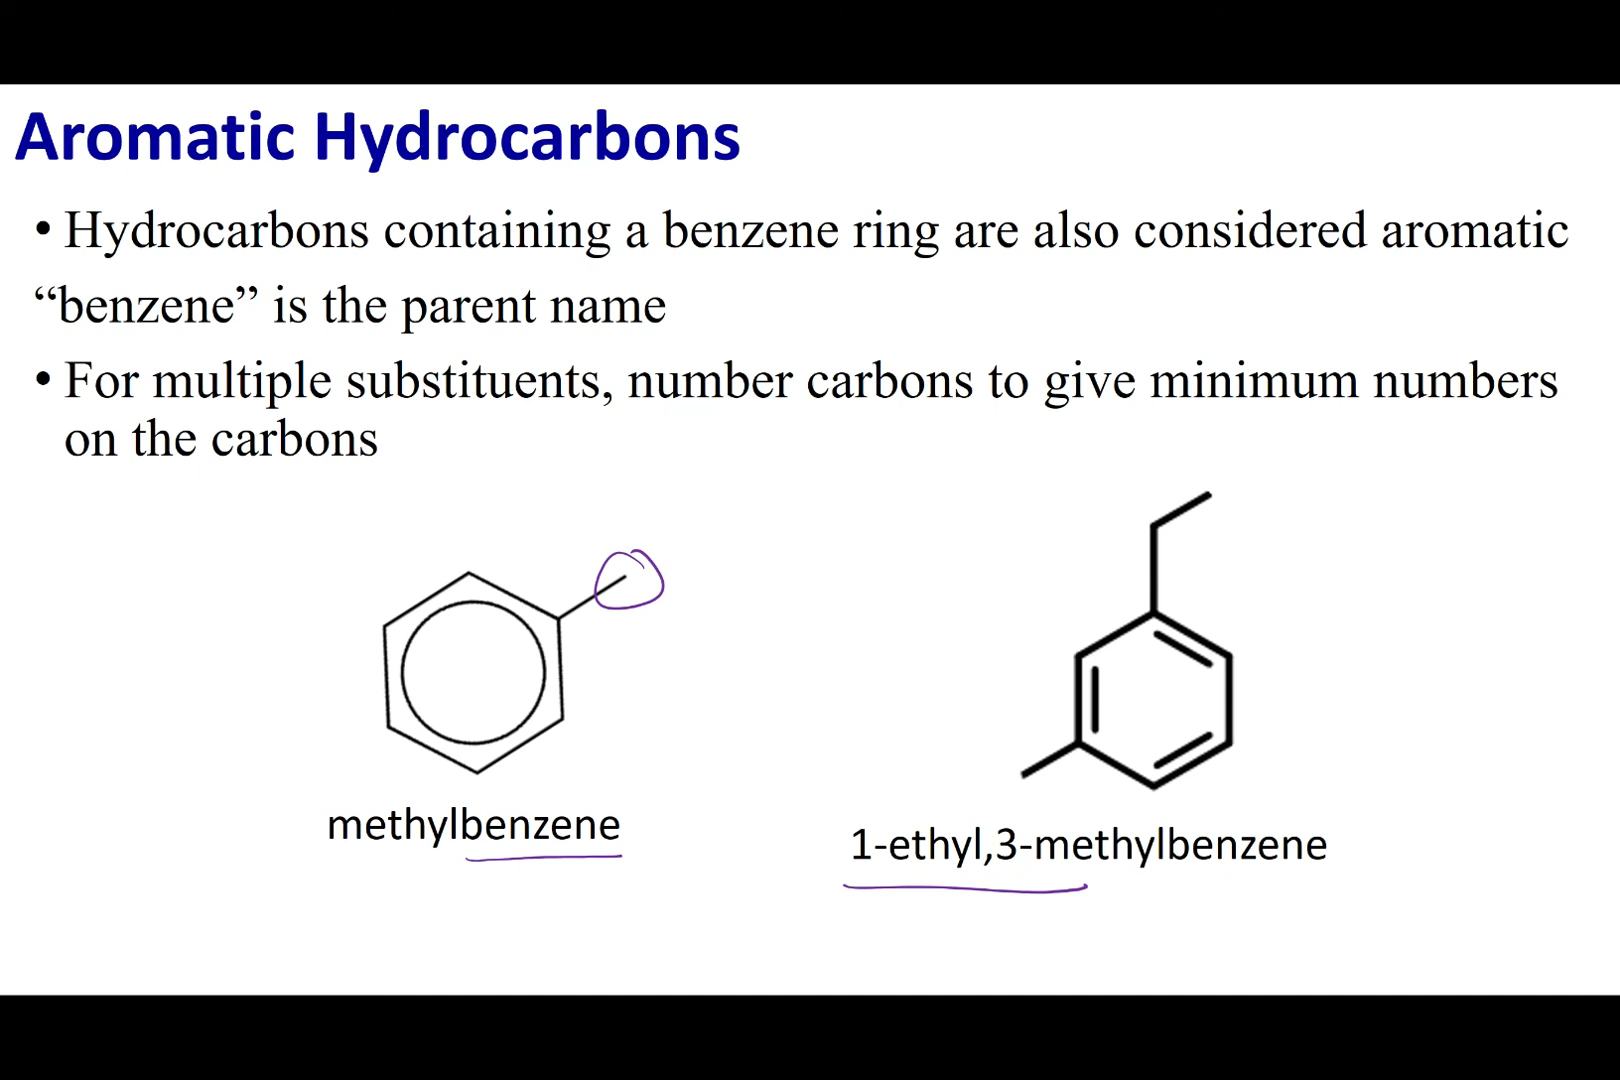 Aromatic Hydrocarbons
• Hydrocarbons containing a benzene ring are also considered aromatic
“benzene” is the parent name
• For multiple substituents, number carbons to give minimum numbers
on the carbons
methylbenzene
1-ethyl,3-methylbenzene